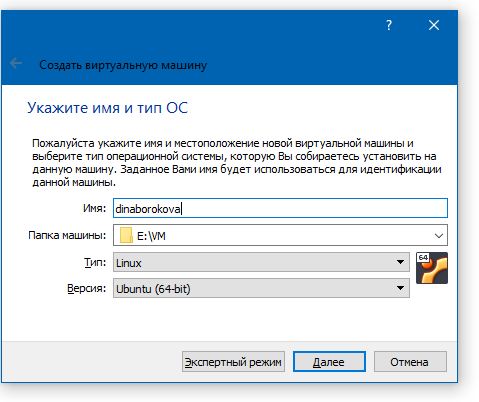 ?
Создать виртуальную машину
Укажите имя и тип ОС
Пожалуйста укажите имя и местоположение новой виртуальной машины и
выберите тип операционной системы, которую Вы собираетесь установить на
данную машину. Заданное Вами имя будет использоваться для идентификации
данной машины.
Имя: dinaborokova
Папка машины: E:\VM
Тип: Linux
64
Версия: Ubuntu (64-bit)
Экспертный режим Далее Отмена